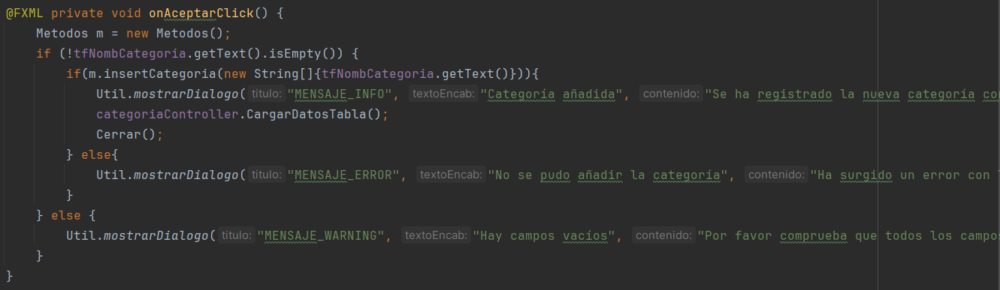 @FXML private void onAceptarClick() {
Metodos m = new Metodos();
if (!tfNombCategoria.getText().isEmpty()) {
if(m.insertCategoria(new String[]{tfNombCategoria.getText()})){
Util.mostrarDialogo( titulo: "MENSAJE_INFO", textoEncab: "Categoría añadida", contenido: "Se ha registrado la nueva categoría con
categoriaController.CargarDatosTabla();
Cerrar();
} else{
Util.mostrarDialogo( titulo: "MENSAJE_ERROR", textoEncab: "No se pudo añadir la categoría", contenido: "Ha surgido un error con
}
} else {
Util.mostrarDialogo( titulo: "MENSAJE_WARNING", textoEncab: "Hay campos vacíos", contenido: "Por favor comprueba que todos los campos
}
}